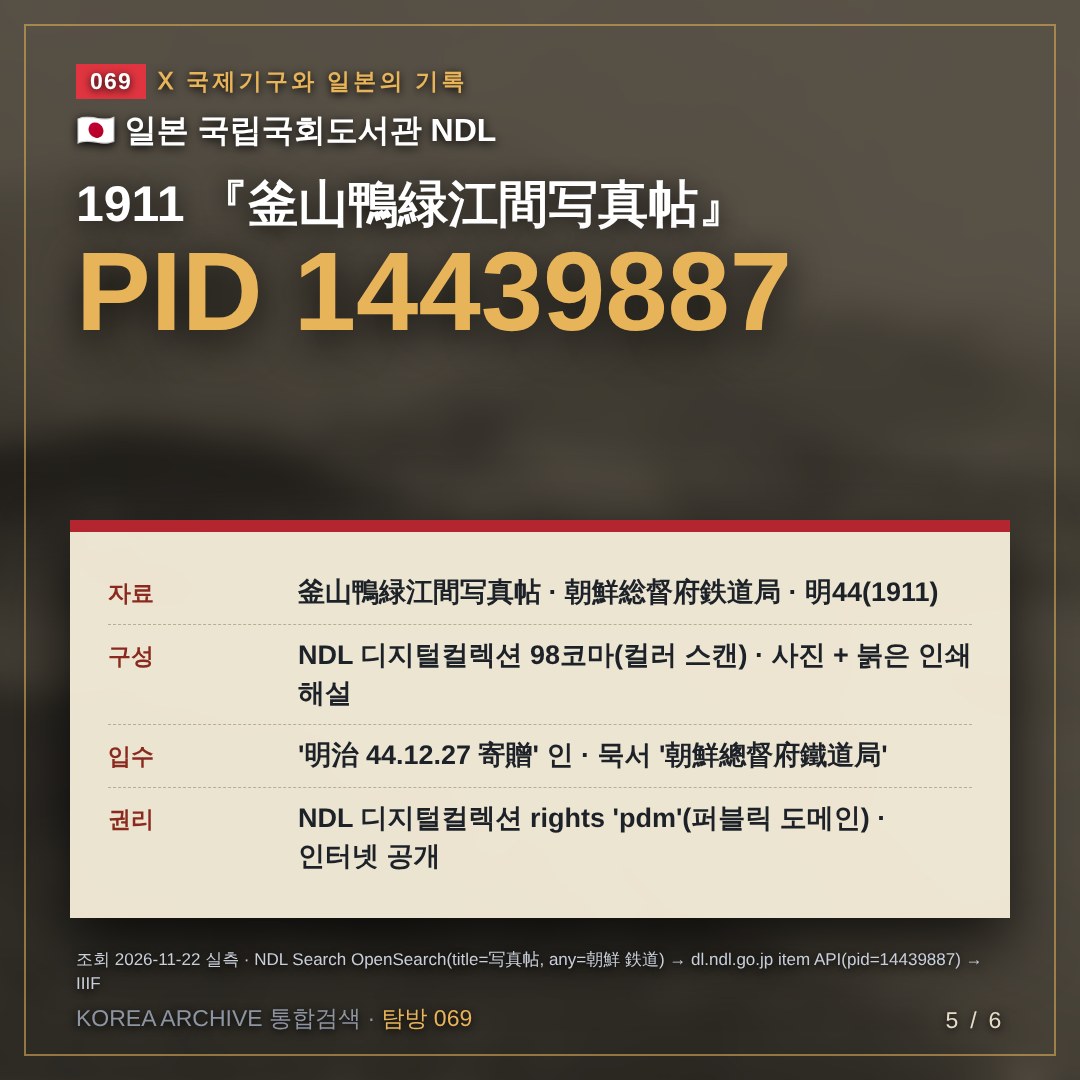 069 X 국제기구와 일본의 기록
🇯🇵 일본 국립국회도서관 NDL
1911 『釜山鴨緑江間写真帖』
PID 14439887
자료 釜山鴨緑江間写真帖 · 朝鮮総督府鉄道局 · 明44(1911)
구성 NDL 디지털컬렉션 98코마(컬러 스캔) · 사진 + 붉은 인쇄
해설
입수 '明治 44.12.27 寄贈' 인 · 묵서 '朝鮮總督府鐵道局'
권리 NDL 디지털컬렉션 rights 'pdm'(퍼블릭 도메인) ·
인터넷 공개
조회 2026-11-22 실측 · NDL Search OpenSearch(title=写真帖, any=朝鮮 鉄道) → dl.ndl.go.jp item API(pid=14439887) →
IIIF
KOREA ARCHIVE 통합검색 · 탐방 069
5 / 6